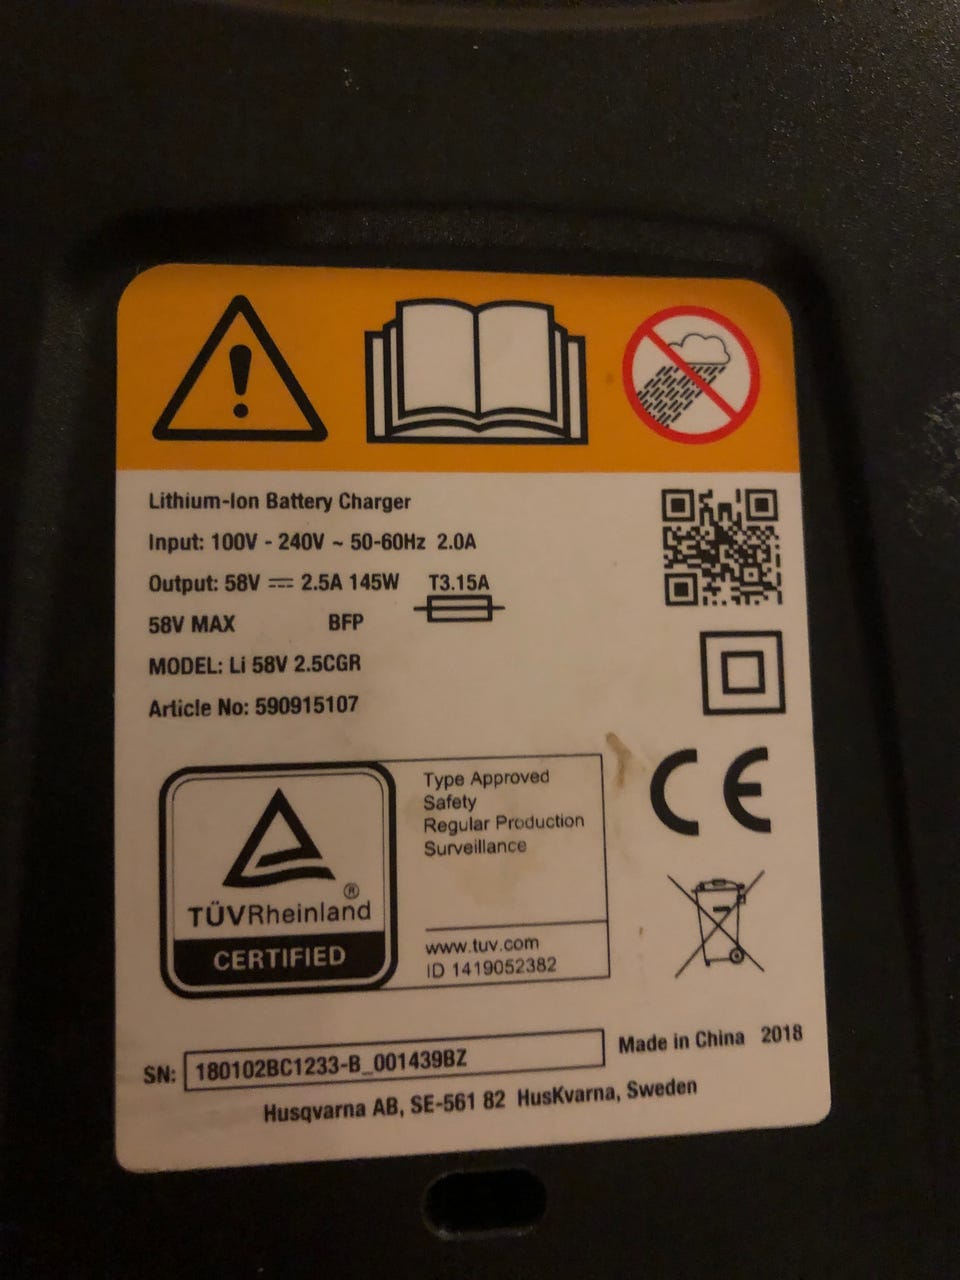 Lithium-Ion Battery Charger
Input: 100V - 240V ~ 50-60Hz 2.0A
Output: 58V ⎓ 2.5A 145W T3.15A
58V MAX BFP
MODEL: Li 58V 2.5CGR
Article No: 590915107
CE
Type Approved
Safety
Regular Production
Surveillance
TÜVRheinland®
CERTIFIED
www.tuv.com
ID 1419052382
Made in China 2018
SN: 180102BC1233-B_001439BZ
Husqvarna AB, SE-561 82 HusKvarna, Sweden